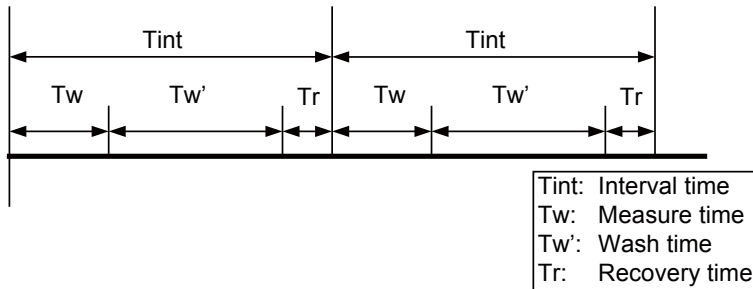 Tint Tint
Tw Tw' Tr Tw Tw' Tr
Tint: Interval time
Tw: Measure time
Tw': Wash time
Tr: Recovery time